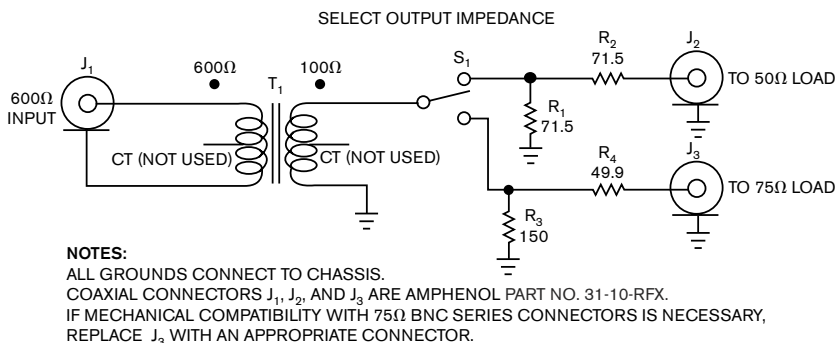 SELECT OUTPUT IMPEDANCE
J1
600Ω
T1
100Ω
S1
R2
71.5
J2
600Ω
INPUT
TO 50Ω LOAD
R1
71.5
CT (NOT USED)
CT (NOT USED)
R4
49.9
J3
TO 75Ω LOAD
R3
150
NOTES:
ALL GROUNDS CONNECT TO CHASSIS.
COAXIAL CONNECTORS J1, J2, AND J3 ARE AMPHENOL PART NO. 31-10-RFX.
IF MECHANICAL COMPATIBILITY WITH 75Ω BNC SERIES CONNECTORS IS NECESSARY,
REPLACE J3 WITH AN APPROPRIATE CONNECTOR.